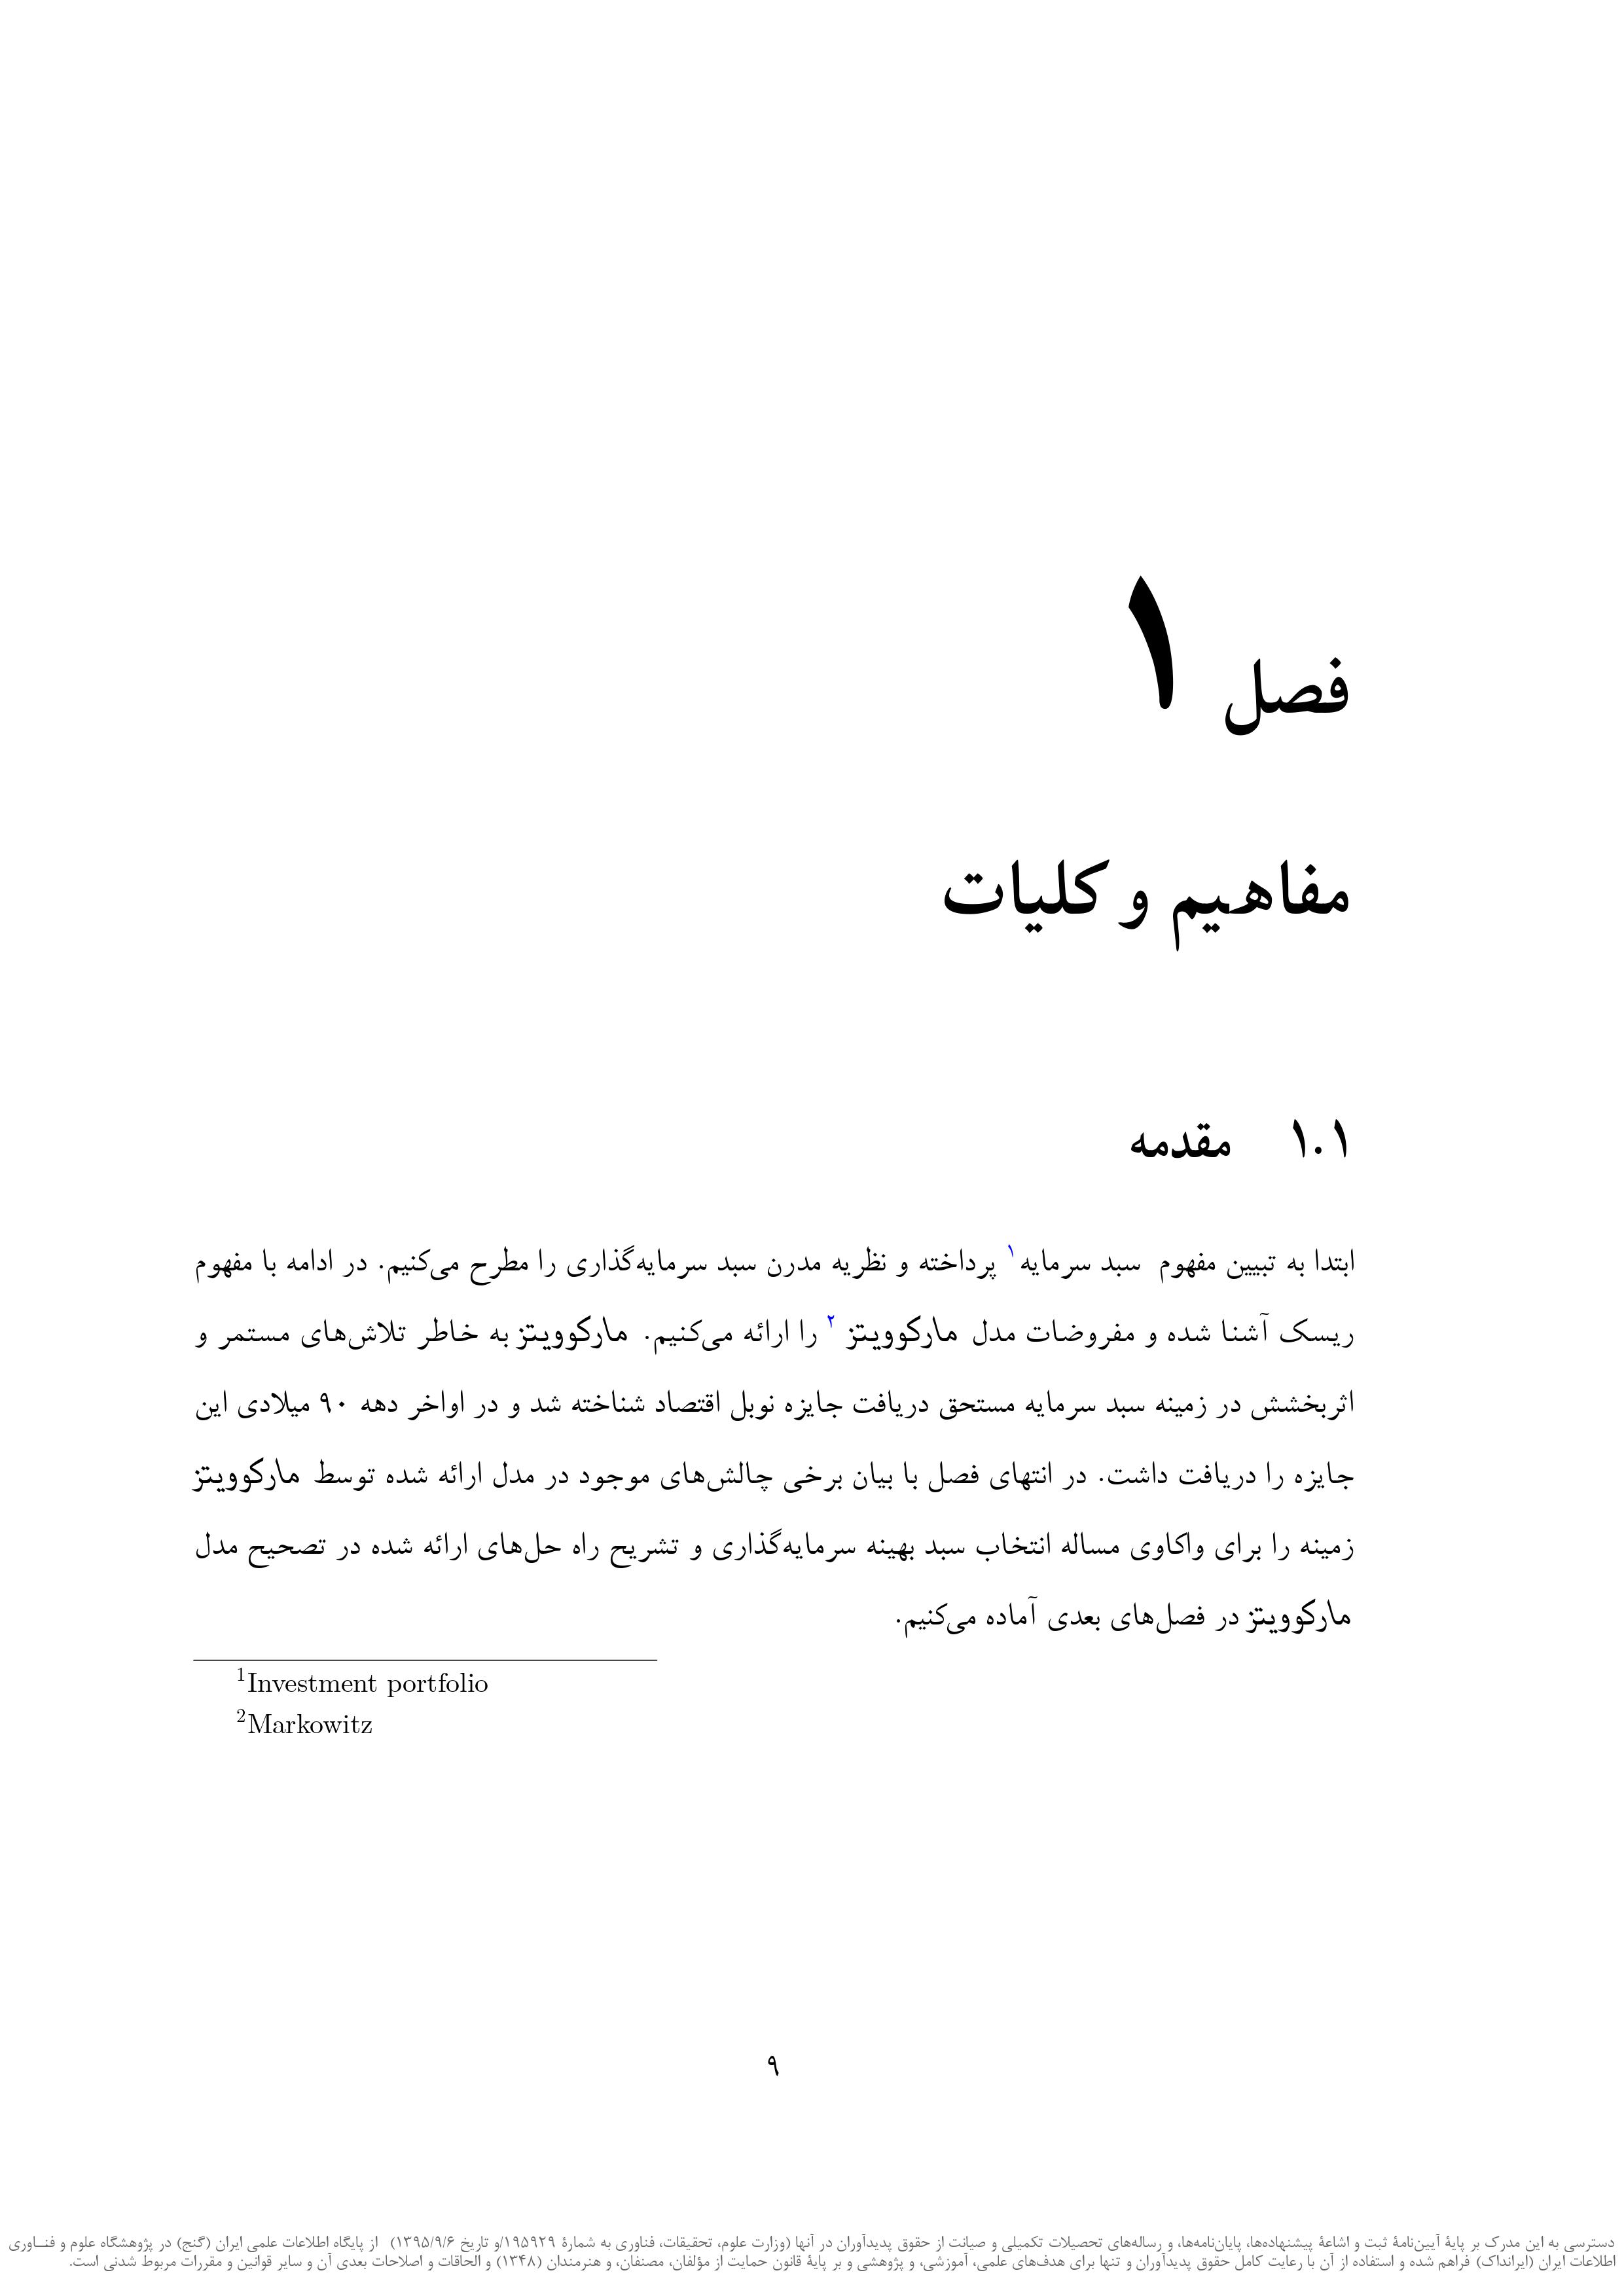 فصل ۱
مفاهیم و کلیات
۱.۱ مقدمه
ابتدا به تبیین مفهوم سبد سرمایه۱ پرداخته و نظریه مدرن سبد سرمایه‌گذاری را مطرح می‌کنیم. در ادامه با مفهوم
ریسک آشنا شده و مفروضات مدل مارکوویتز ۲ را ارائه می‌کنیم. مارکوویتز به خاطر تلاش‌های مستمر و
اثربخشش در زمینه سبد سرمایه مستحق دریافت جایزه نوبل اقتصاد شناخته شد و در اواخر دهه ۹۰ میلادی این
جایزه را دریافت داشت. در انتهای فصل با بیان برخی چالش‌های موجود در مدل ارائه شده توسط مارکوویتز
زمینه را برای واکاوی مساله انتخاب سبد بهینه سرمایه‌گذاری و تشریح راه حل‌های ارائه شده در تصحیح مدل
مارکوویتز در فصل‌های بعدی آماده می‌کنیم.
1Investment portfolio
2Markowitz
۹
دسترسی به این مدرک بر پایهٔ آیین‌نامهٔ ثبت و اشاعهٔ پیشنهاده‌ها، پایان‌نامه‌ها، و رساله‌های تحصیلات تکمیلی و صیانت از حقوق پدیدآوران در آنها (وزارت علوم، تحقیقات، فناوری به شمارهٔ ۱۹۵۹۲۹/و تاریخ ۱۳۹۵/۹/۶) از پایگاه اطلاعات علمی ایران (گنج) در پژوهشگاه علوم و فنــاوری
اطلاعات ایران (ایرانداک) فراهم شده و استفاده از آن با رعایت کامل حقوق پدیدآوران و تنها برای هدف‌های علمی، آموزشی، و پژوهشی و بر پایهٔ قانون حمایت از مؤلفان، مصنفان، و هنرمندان (۱۳۴۸) و الحاقات و اصلاحات بعدی آن و سایر قوانین و مقررات مربوط شدنی است.